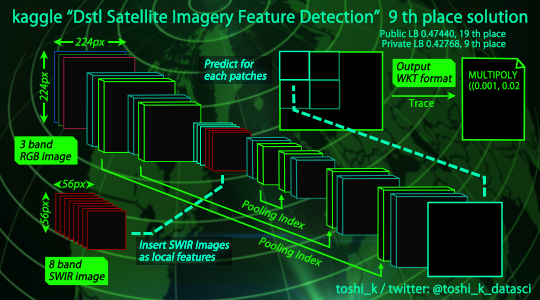 kaggle “Dstl Satellite Imagery Feature Detection” 9 th place solution
Public LB 0.47440, 19 th place
Private LB 0.42768, 9 th place
224px
224px
3 band
RGB image
56px
56px
8 band
SWIR image
Insert SWIR Images
as local features
Predict for
each patches
Pooling Index
Pooling Index
Output
WKT format
Trace
MULTIPOLY
((0.001, 0.02
toshi_k / twitter: @toshi_k_datasci